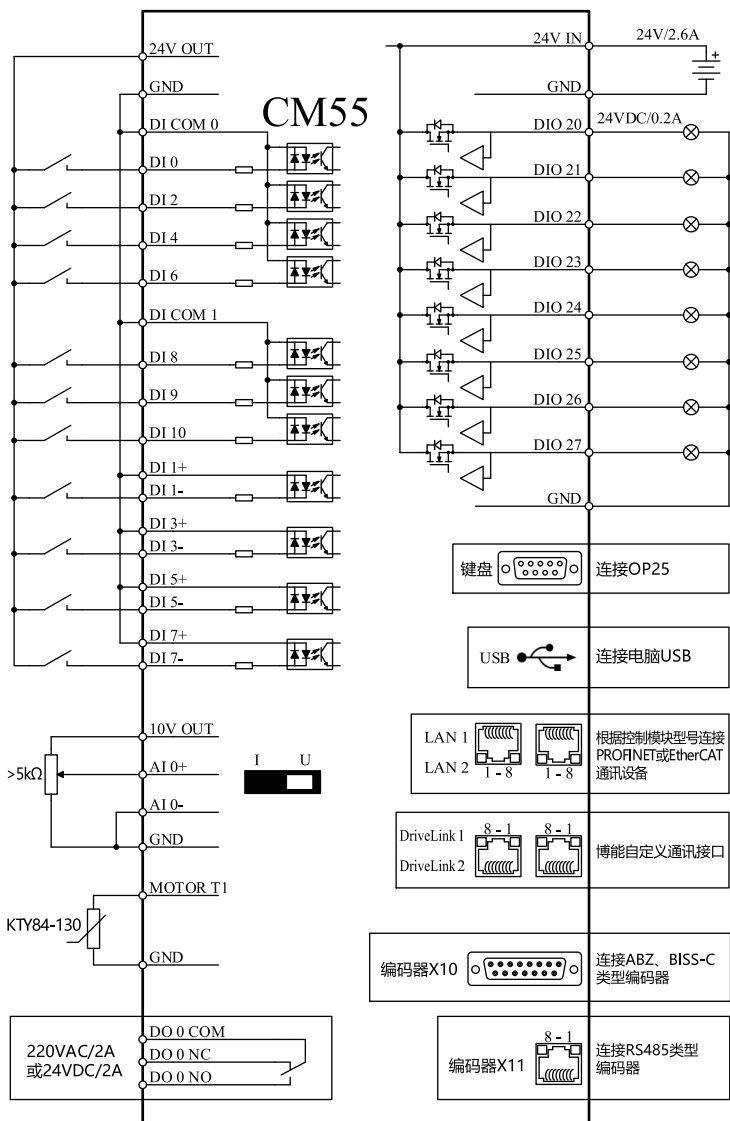 CM55
24V OUT
GND
DI COM 0
DI 0
DI 2
DI 4
DI 6
DI COM 1
DI 8
DI 9
DI 10
DI 1+
DI 1-
DI 3+
DI 3-
DI 5+
DI 5-
DI 7+
DI 7-
10V OUT
>5kΩ
AI 0+
AI 0-
GND
I U
MOTOR T1
KTY84-130
GND
220VAC/2A
或24VDC/2A
DO 0 COM
DO 0 NC
DO 0 NO
24V IN
24V/2.6A
+
GND
DIO 20
24VDC/0.2A
DIO 21
DIO 22
DIO 23
DIO 24
DIO 25
DIO 26
DIO 27
GND
键盘
连接OP25
USB
连接电脑USB
LAN 1
LAN 2
1 - 8
1 - 8
根据控制模块型号连接
PROFINET或EtherCAT
通讯设备
DriveLink 1
DriveLink 2
8 - 1
8 - 1
博能自定义通讯接口
编码器X10
连接ABZ、BISS-C
类型编码器
编码器X11
8 - 1
连接RS485类型
编码器